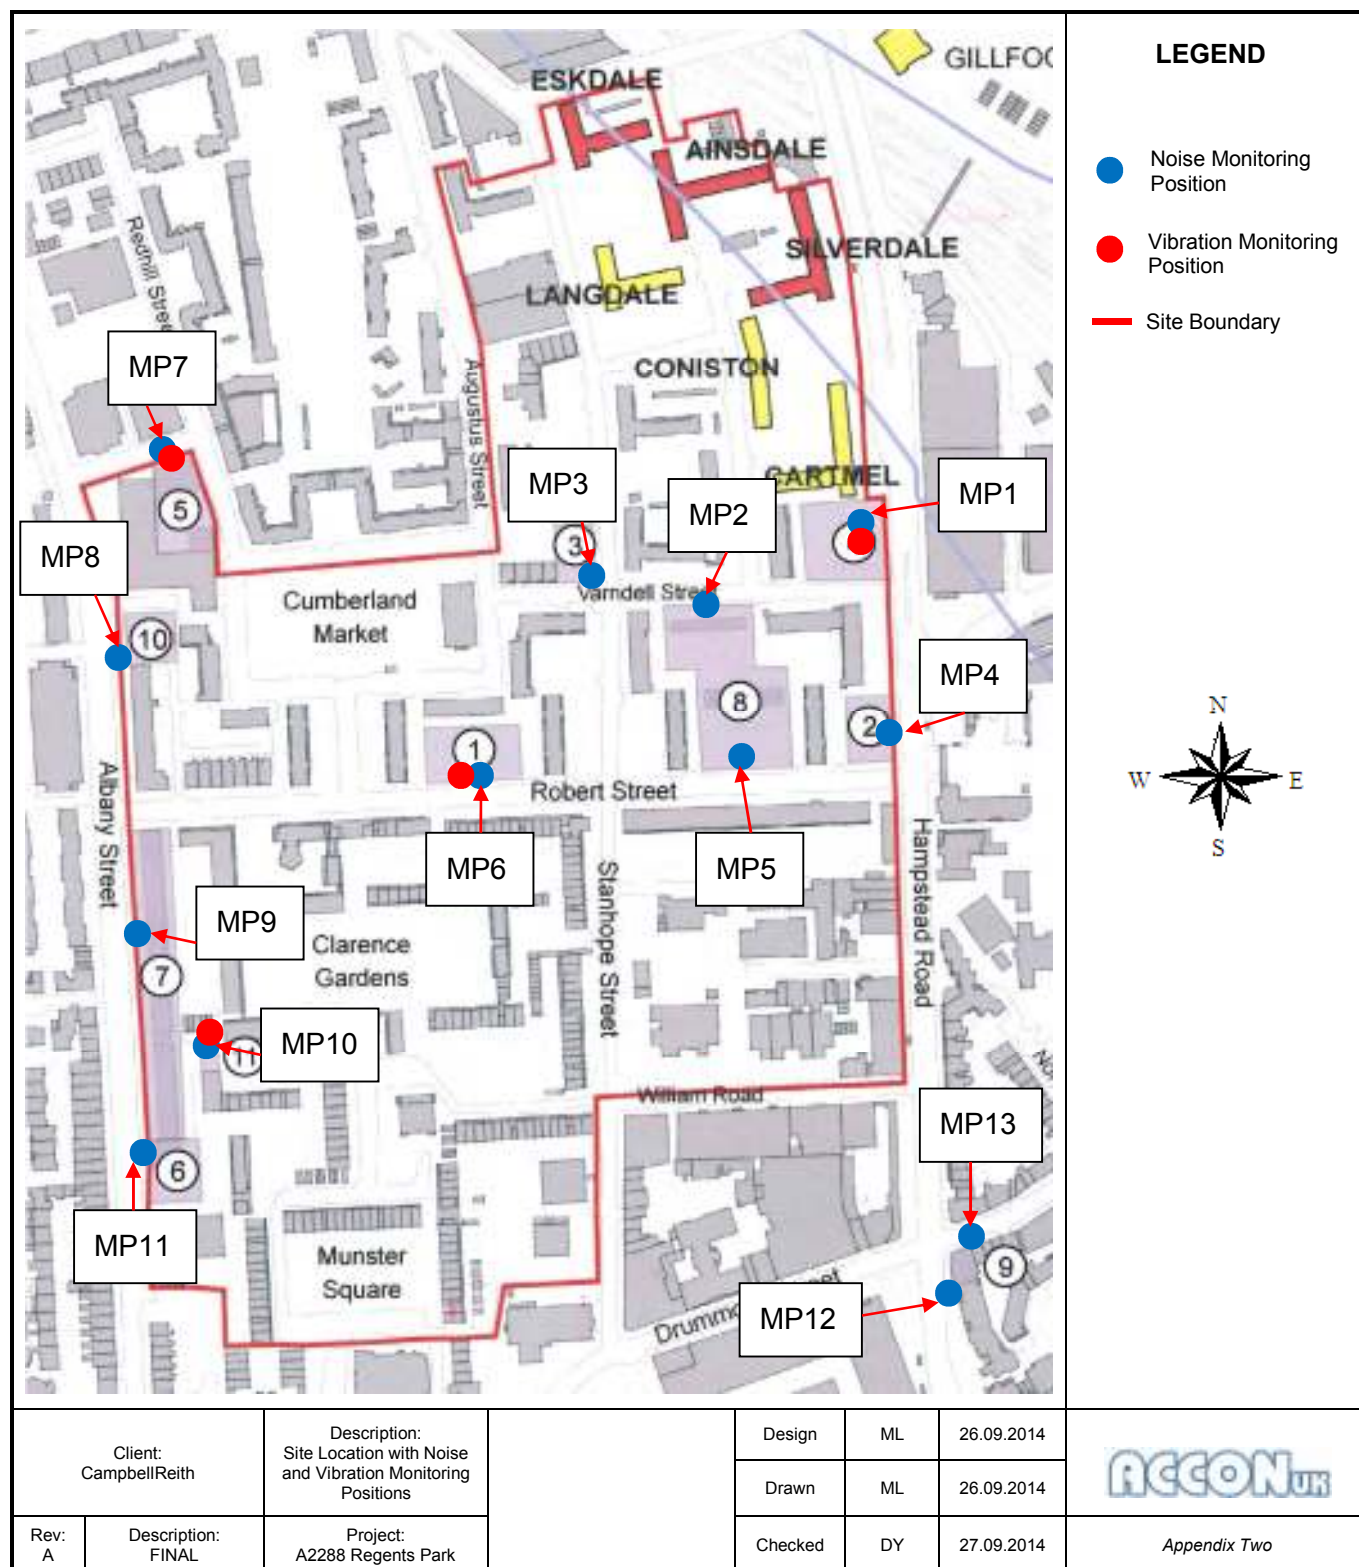 LEGEND
Noise Monitoring
Position
Vibration Monitoring
Position
Site Boundary
N
W
E
S
ESKDALE
AINSDALE
SILVERDALE
LANGDALE
CONISTON
CARTMEL
Redhill Street
Augustus Street
MP7
MP3
MP2
MP1
MP8
5
3
Varndell Street
Cumberland
Market
10
MP4
8
2
1
Robert Street
Albany Street
MP6
MP5
Hampstead Road
Stanhope Street
MP9
Clarence
Gardens
7
MP10
11
William Road
MP13
6
MP11
Munster
Square
9
MP12
Client:
CampbellReith
Description:
Site Location with Noise
and Vibration Monitoring
Positions
Design
ML
26.09.2014
Drawn
ML
26.09.2014
ACCON UK
Rev:
A
Description:
FINAL
Project:
A2288 Regents Park
Checked
DY
27.09.2014
Appendix Two